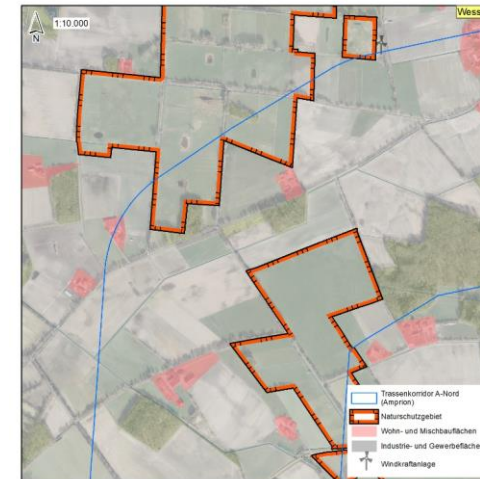 Wess
1:10.000
N
Trassenkorridor A-Nord
(Amprion)
Naturschutzgebiet
Wohn- und Mischbauflächen
Industrie- und Gewerbefläche
Windkraftanlage